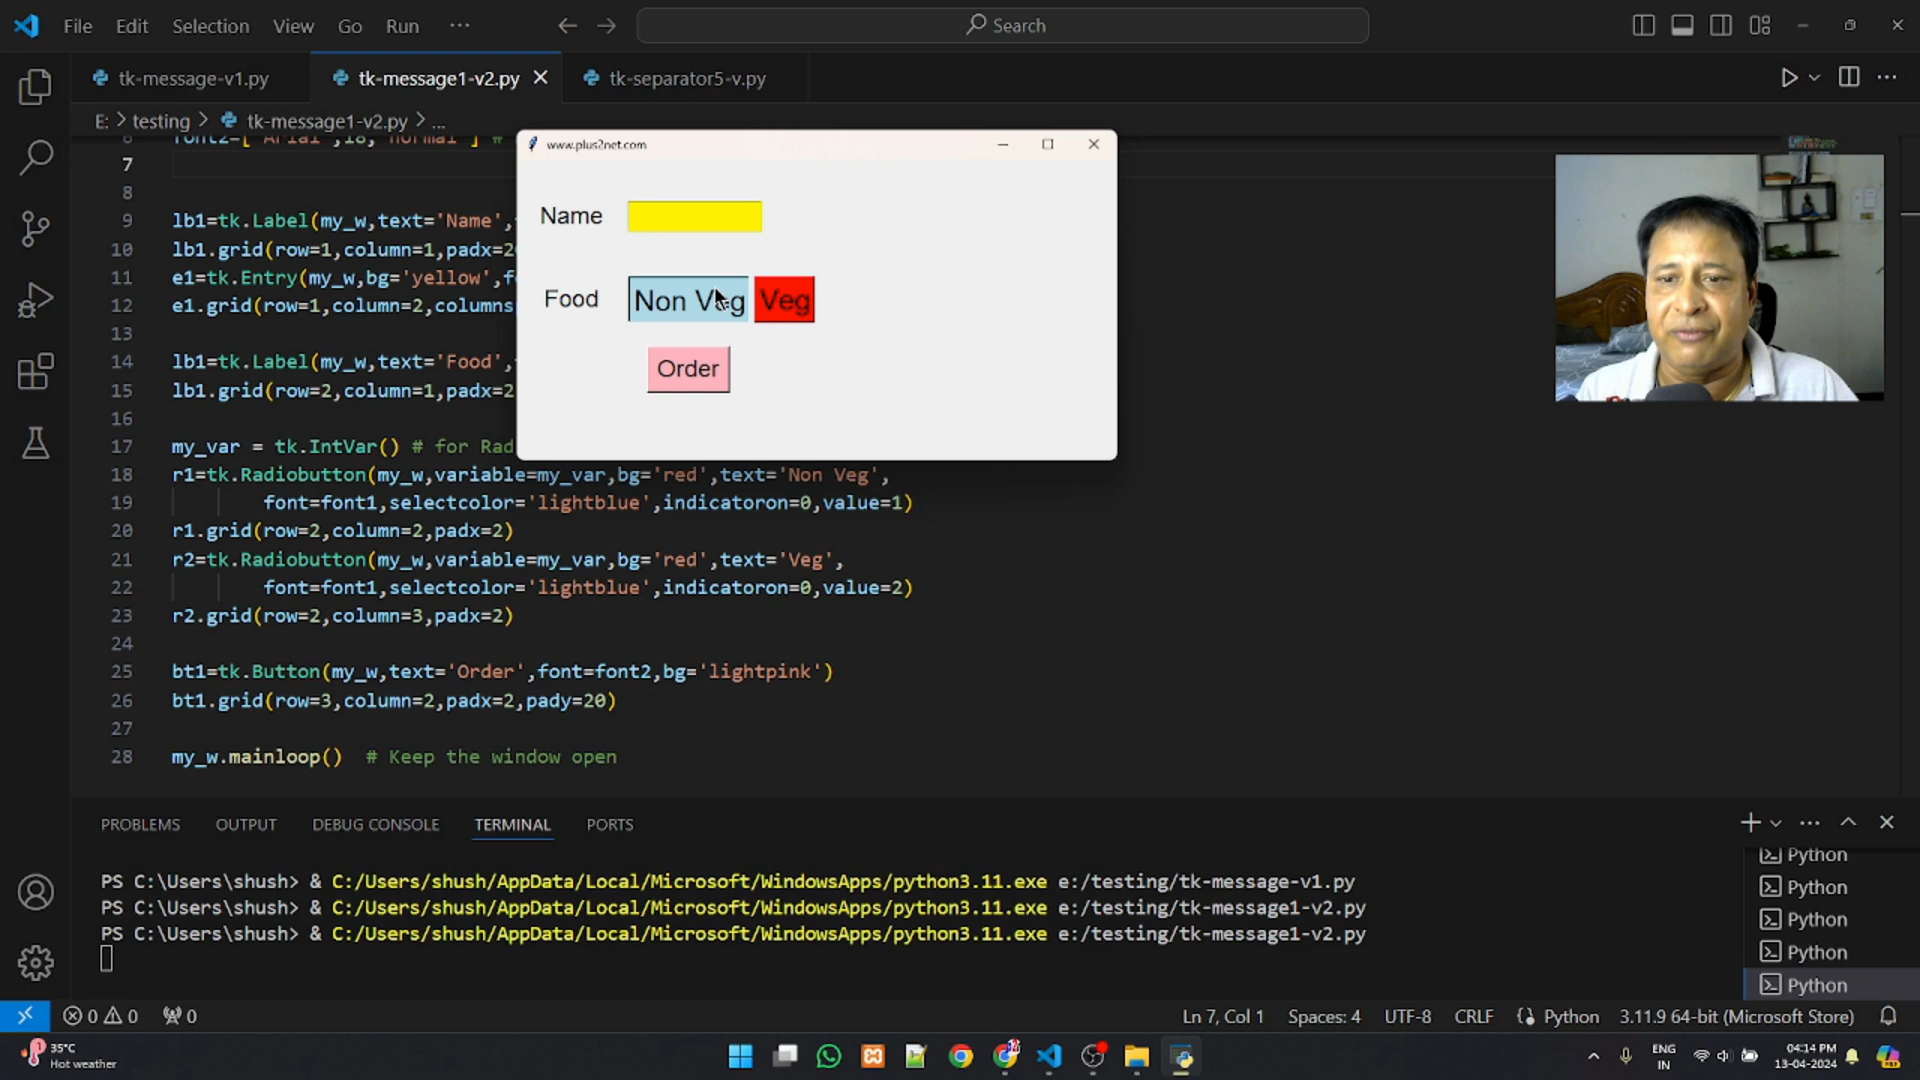 File Edit Selection View Go Run ··· Search
tk-message-v1.py tk-message1-v2.py tk-separator5-v.py
E: > testing > tk-message1-v2.py > ...
7
8
9 lb1=tk.Label(my_w,text='Name',
10 lb1.grid(row=1,column=1,padx=2
11 e1=tk.Entry(my_w,bg='yellow',f
12 e1.grid(row=1,column=2,columns
13
14 lb1=tk.Label(my_w,text='Food',
15 lb1.grid(row=2,column=1,padx=2
16
17 my_var = tk.IntVar() # for Rad
18 r1=tk.Radiobutton(my_w,variable=my_var,bg='red',text='Non Veg',
19 font=font1,selectcolor='lightblue',indicatoron=0,value=1)
20 r1.grid(row=2,column=2,padx=2)
21 r2=tk.Radiobutton(my_w,variable=my_var,bg='red',text='Veg',
22 font=font1,selectcolor='lightblue',indicatoron=0,value=2)
23 r2.grid(row=2,column=3,padx=2)
24
25 bt1=tk.Button(my_w,text='Order',font=font2,bg='lightpink')
26 bt1.grid(row=3,column=2,padx=2,pady=20)
27
28 my_w.mainloop() # Keep the window open
www.plus2net.com
Name
Food Non Veg Veg
Order
PROBLEMS OUTPUT DEBUG CONSOLE TERMINAL PORTS
PS C:\Users\shush> & C:/Users/shush/AppData/Local/Microsoft/WindowsApps/python3.11.exe e:/testing/tk-message-v1.py
PS C:\Users\shush> & C:/Users/shush/AppData/Local/Microsoft/WindowsApps/python3.11.exe e:/testing/tk-message1-v2.py
PS C:\Users\shush> & C:/Users/shush/AppData/Local/Microsoft/WindowsApps/python3.11.exe e:/testing/tk-message1-v2.py
Python
Python
Python
Python
Python
0 0 0 Ln 7, Col 1 Spaces: 4 UTF-8 CRLF Python 3.11.9 64-bit (Microsoft Store)
35°C
Hot weather
ENG
IN
04:14 PM
13-04-2024